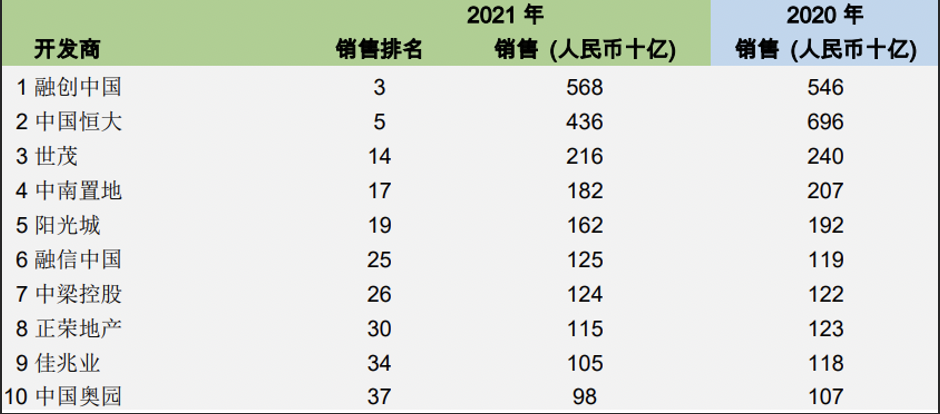 2021 年 2020 年
开发商 销售排名 销售 (人民币十亿) 销售 (人民币十亿)
1 融创中国 3 568 546
2 中国恒大 5 436 696
3 世茂 14 216 240
4 中南置地 17 182 207
5 阳光城 19 162 192
6 融信中国 25 125 119
7 中梁控股 26 124 122
8 正荣地产 30 115 123
9 佳兆业 34 105 118
10 中国奥园 37 98 107